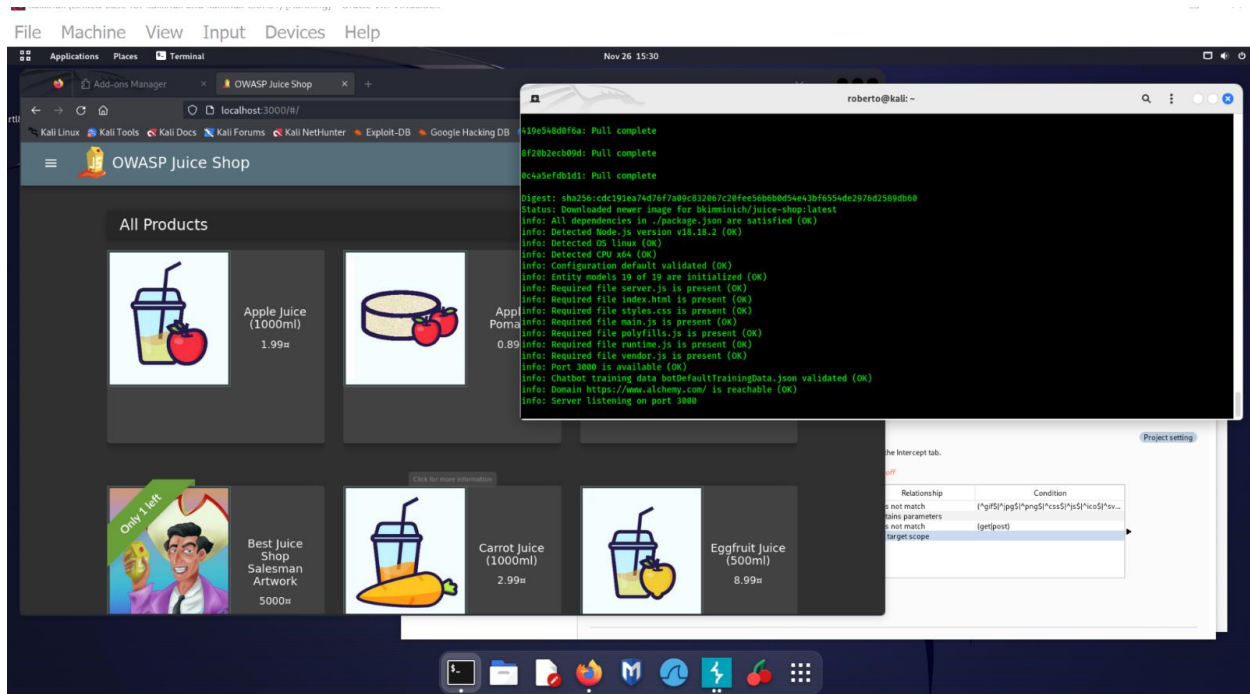 File Machine View Input Devices Help
Applications Places Terminal
Nov 26 15:30
Add-ons Manager × OWASP Juice Shop × +
localhost:3000/#/
Kali Linux Kali Tools Kali Docs Kali Forums Kali NetHunter Exploit-DB Google Hacking DB
OWASP Juice Shop
All Products
Apple Juice
(1000ml)
1.99¤
Appl
Poma
0.89
Click for more information
Only 1 left
Best Juice
Shop
Salesman
Artwork
5000¤
Carrot Juice
(1000ml)
2.99¤
Eggfruit Juice
(500ml)
8.99¤
roberto@kali: ~
419e548d0f6a: Pull complete
8f20b2ecb09d: Pull complete
0c4a5efdb1d1: Pull complete
Digest: sha256:cdc191ea74d76f7a09c832067c20fee56b6b0d54e43bf6554de2976d2589db60
Status: Downloaded newer image for bkimminich/juice-shop:latest
info: All dependencies in ./package.json are satisfied (OK)
info: Detected Node.js version v18.18.2 (OK)
info: Detected OS linux (OK)
info: Detected CPU x64 (OK)
info: Configuration default validated (OK)
info: Entity models 19 of 19 are initialized (OK)
info: Required file server.js is present (OK)
info: Required file index.html is present (OK)
info: Required file styles.css is present (OK)
info: Required file main.js is present (OK)
info: Required file polyfills.js is present (OK)
info: Required file runtime.js is present (OK)
info: Required file vendor.js is present (OK)
info: Port 3000 is available (OK)
info: Chatbot training data botDefaultTrainingData.json validated (OK)
info: Domain https://www.alchemy.com/ is reachable (OK)
info: Server listening on port 3000
Project setting
the Intercept tab.
off
Relationship Condition
s not match (^gif$|^jpg$|^png$|^css$|^js$|^ico$|^sv...
tains parameters
s not match (get|post)
target scope